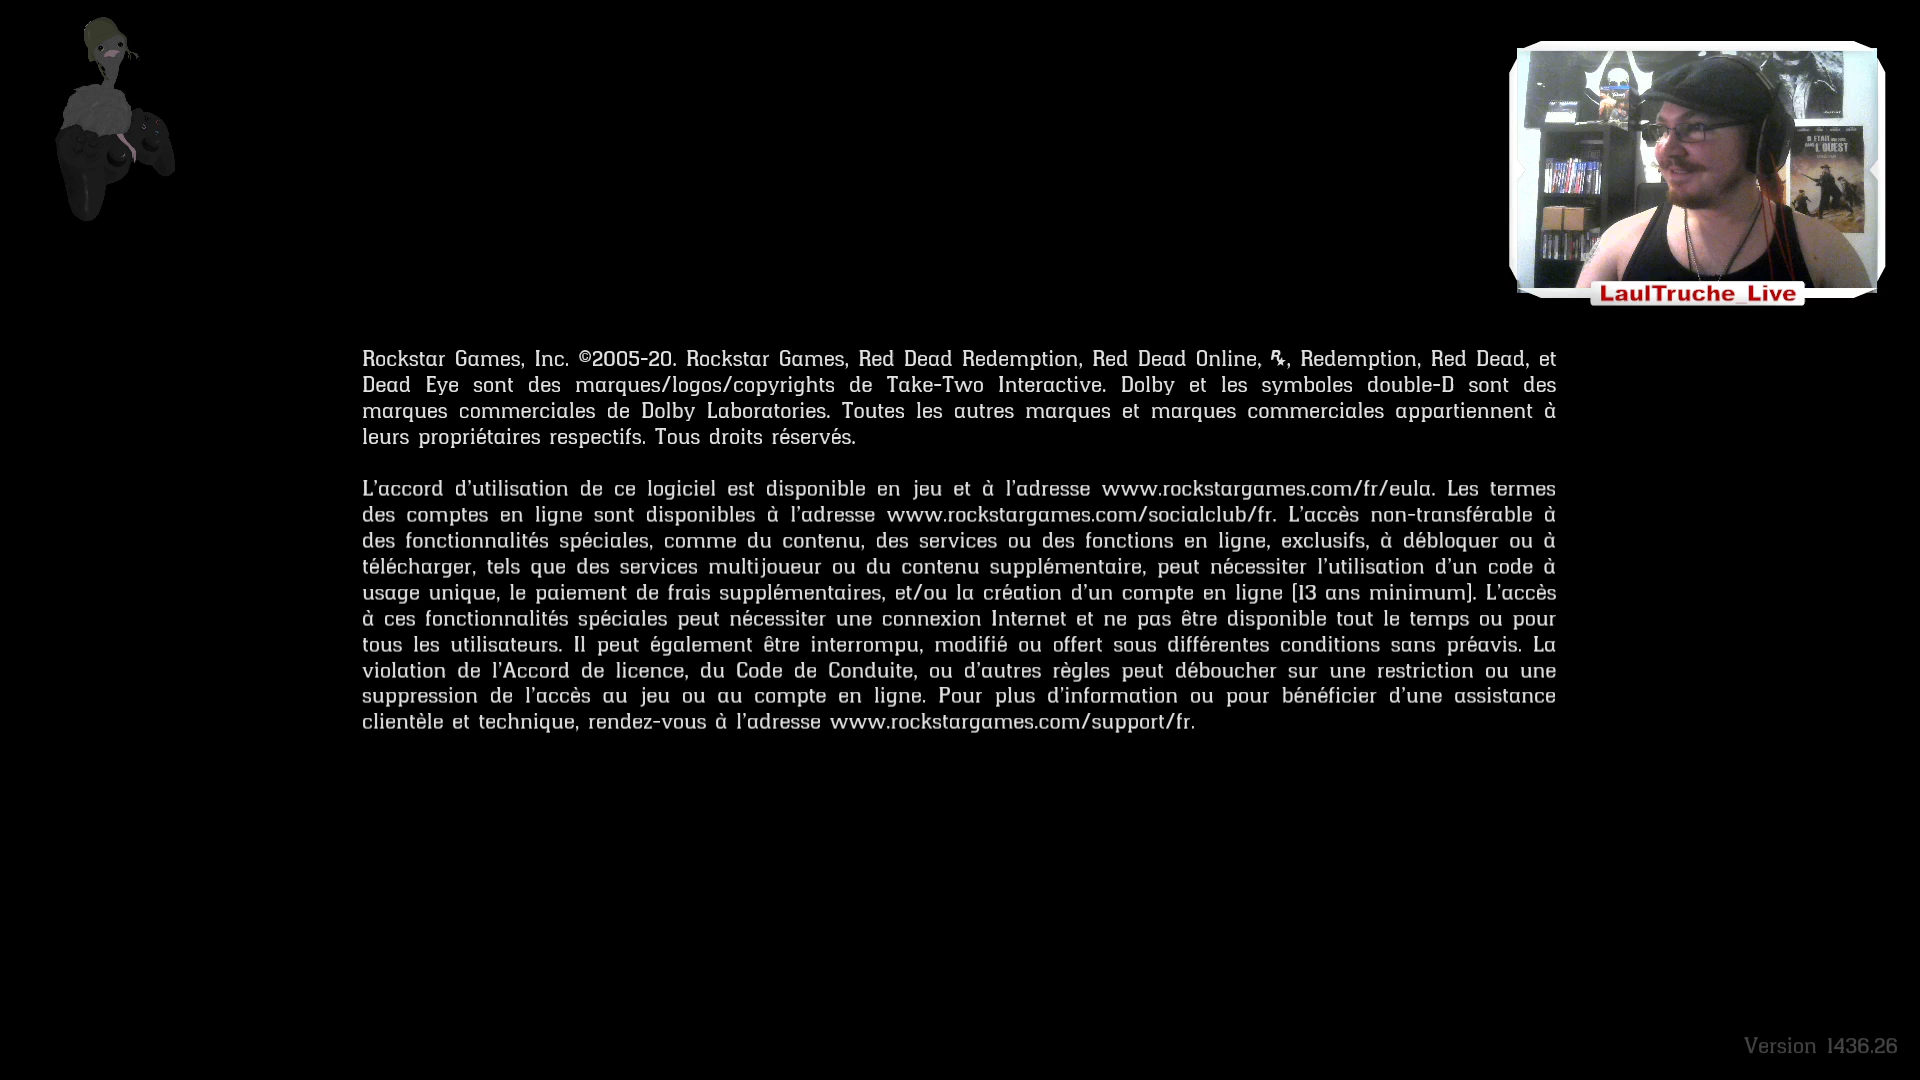 Rockstar Games, Inc. ©2005-20. Rockstar Games, Red Dead Redemption, Red Dead Online, R★, Redemption, Red Dead, et
Dead Eye sont des marques/logos/copyrights de Take-Two Interactive. Dolby et les symboles double-D sont des
marques commerciales de Dolby Laboratories. Toutes les autres marques et marques commerciales appartiennent à
leurs propriétaires respectifs. Tous droits réservés.
L'accord d'utilisation de ce logiciel est disponible en jeu et à l'adresse www.rockstargames.com/fr/eula. Les termes
des comptes en ligne sont disponibles à l'adresse www.rockstargames.com/socialclub/fr. L'accès non-transférable à
des fonctionnalités spéciales, comme du contenu, des services ou des fonctions en ligne, exclusifs, à débloquer ou à
télécharger, tels que des services multijoueur ou du contenu supplémentaire, peut nécessiter l'utilisation d'un code à
usage unique, le paiement de frais supplémentaires, et/ou la création d'un compte en ligne (13 ans minimum). L'accès
à ces fonctionnalités spéciales peut nécessiter une connexion Internet et ne pas être disponible tout le temps ou pour
tous les utilisateurs. Il peut également être interrompu, modifié ou offert sous différentes conditions sans préavis. La
violation de l'Accord de licence, du Code de Conduite, ou d'autres règles peut déboucher sur une restriction ou une
suppression de l'accès au jeu ou au compte en ligne. Pour plus d'information ou pour bénéficier d'une assistance
clientèle et technique, rendez-vous à l'adresse www.rockstargames.com/support/fr.
IL ÉTAIT UNE FOIS
DANS L'OUEST
LaulTruche_Live
Version 1436.26